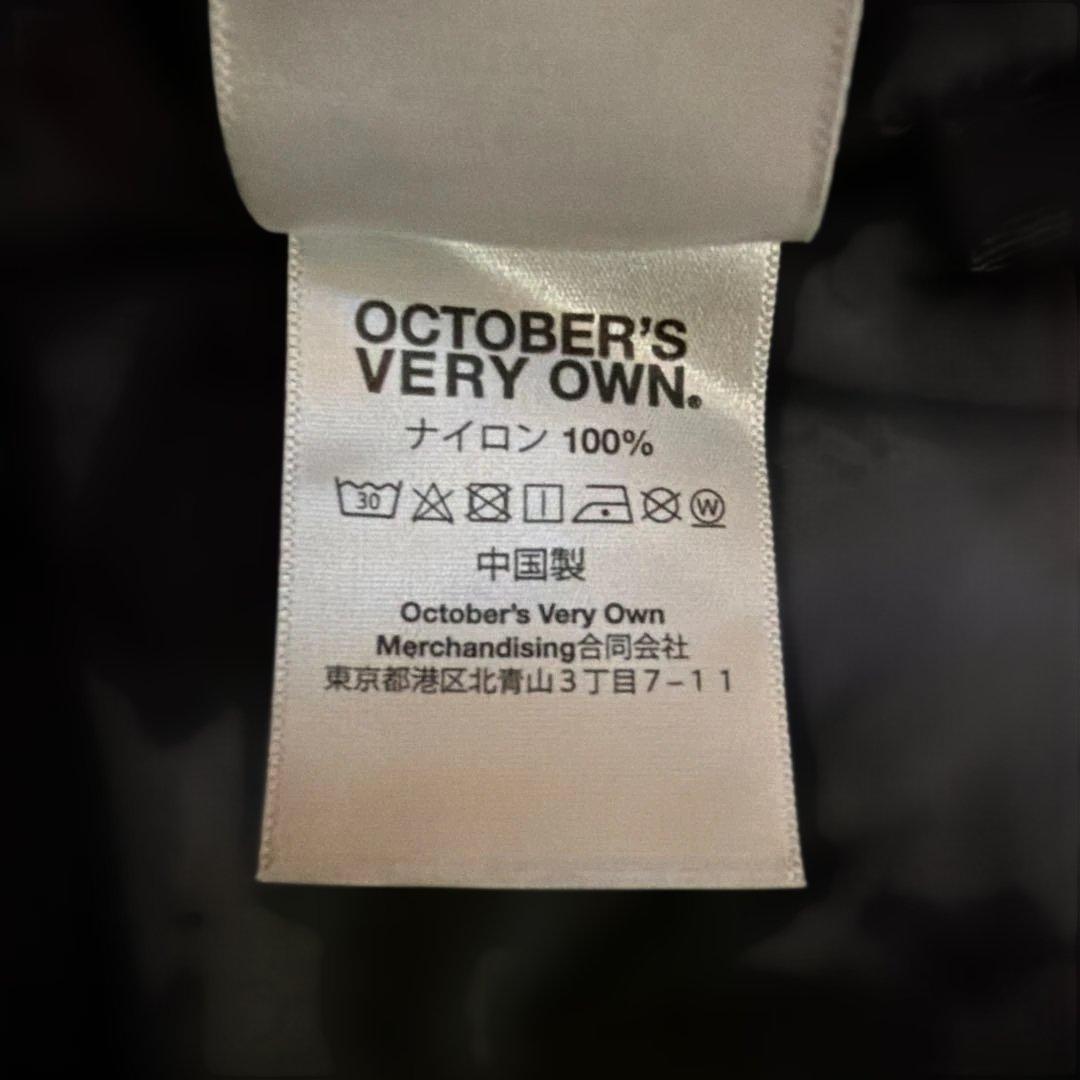 OCTOBER'S
VERY OWN.®
ナイロン 100%
30 W
中国製
October's Very Own
Merchandising合同会社
東京都港区北青山3丁目7−11